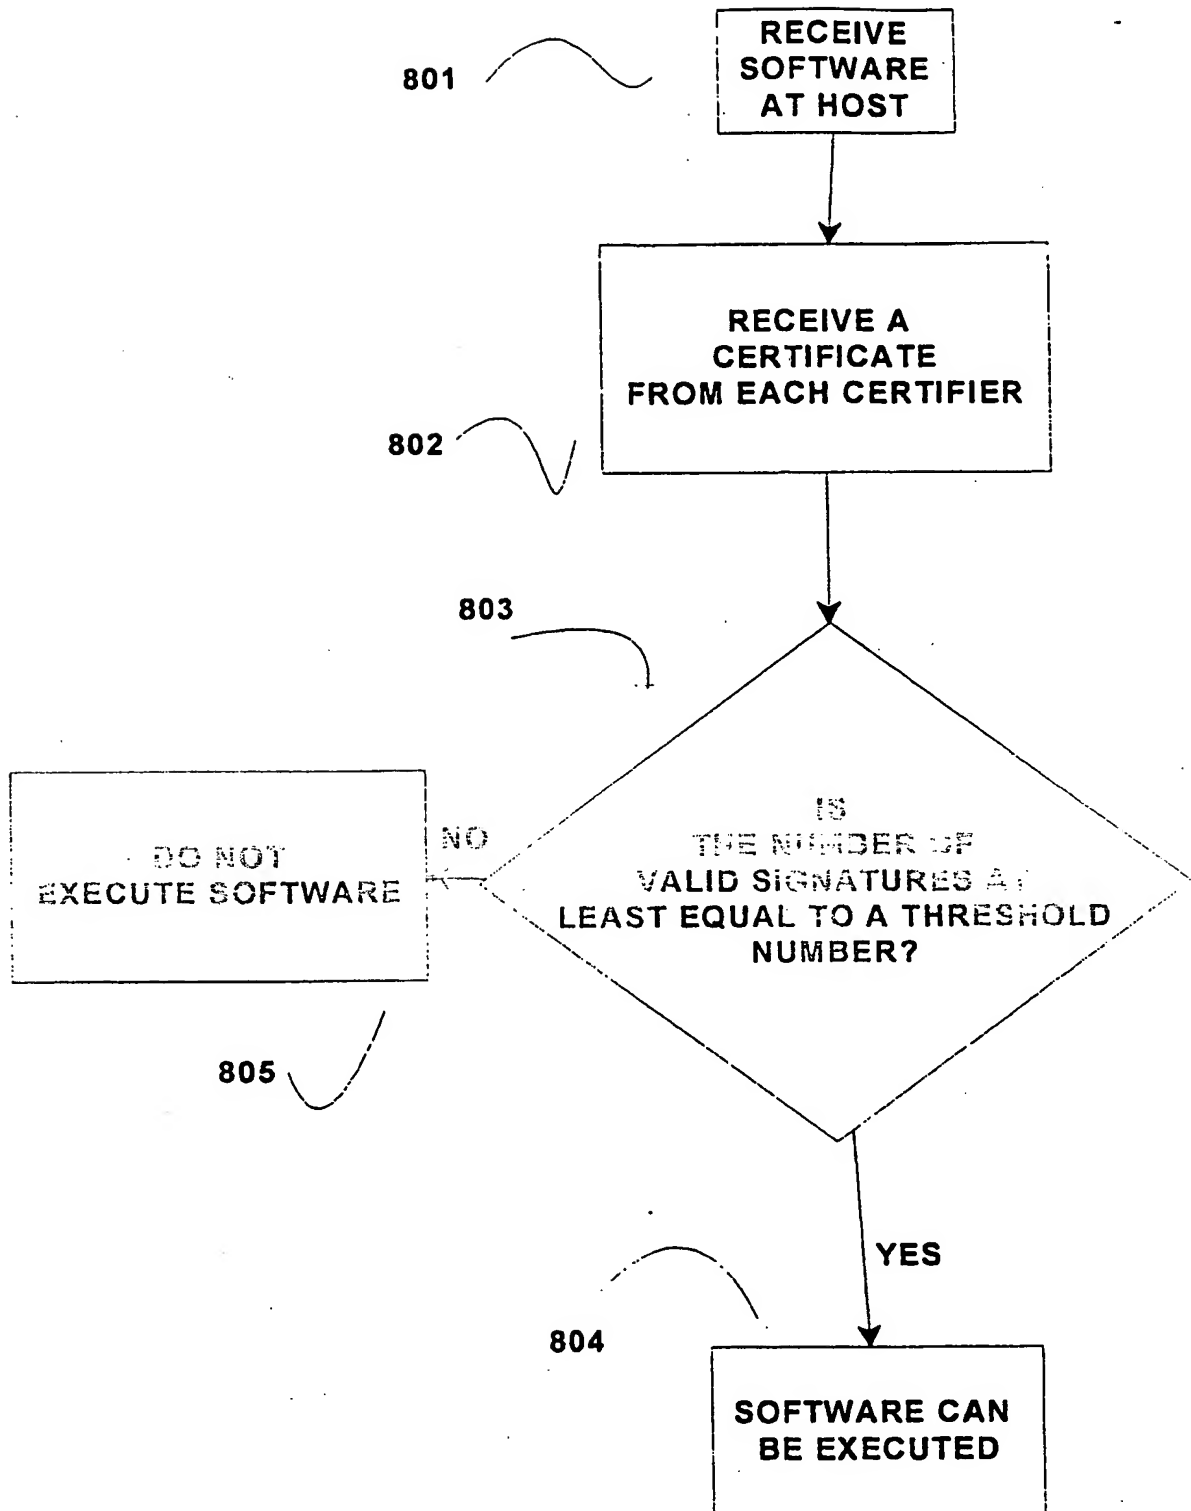 801
RECEIVE
SOFTWARE
AT HOST
RECEIVE A
CERTIFICATE
FROM EACH CERTIFIER
802
803
IS
THE NUMBER OF
VALID SIGNATURES AT
LEAST EQUAL TO A THRESHOLD
NUMBER?
NO
DO NOT
EXECUTE SOFTWARE
805
YES
804
SOFTWARE CAN
BE EXECUTED